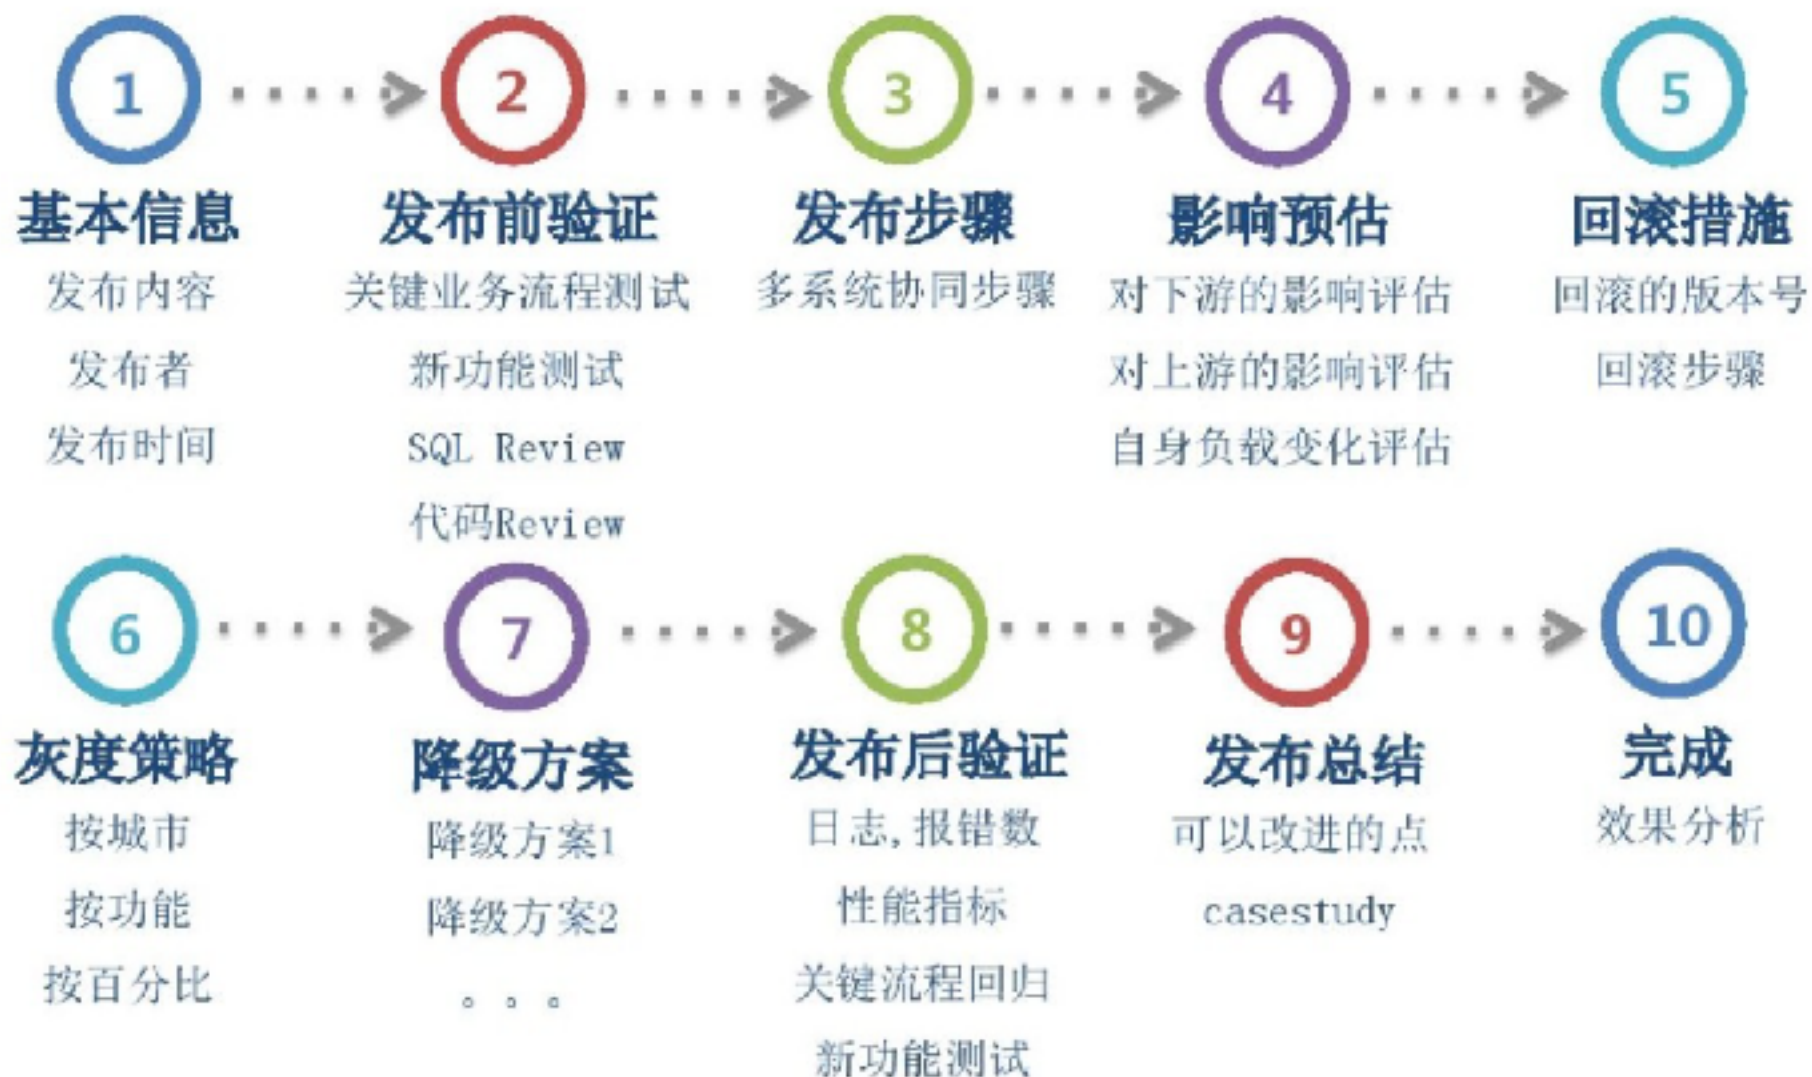 1
2
3
4
5
基本信息
发布前验证
发布步骤
影响预估
回滚措施
发布内容
关键业务流程测试
多系统协同步骤
对下游的影响评估
回滚的版本号
发布者
新功能测试
对上游的影响评估
回滚步骤
发布时间
SQL Review
自身负载变化评估
代码Review
6
7
8
9
10
灰度策略
降级方案
发布后验证
发布总结
完成
按城市
降级方案1
日志,报错数
可以改进的点
效果分析
按功能
降级方案2
性能指标
casestudy
按百分比
。。。
关键流程回归
新功能测试